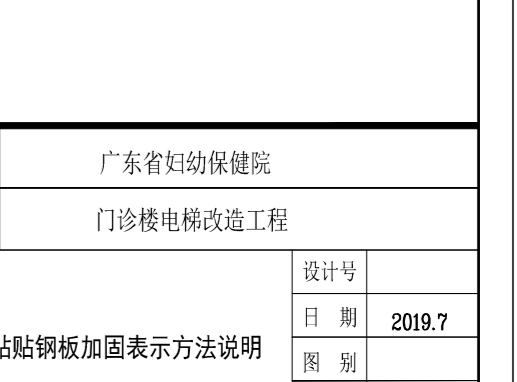 广东省妇幼保健院
门诊楼电梯改造工程
设计号
日 期 2019.7
贴钢板加固表示方法说明
图 别